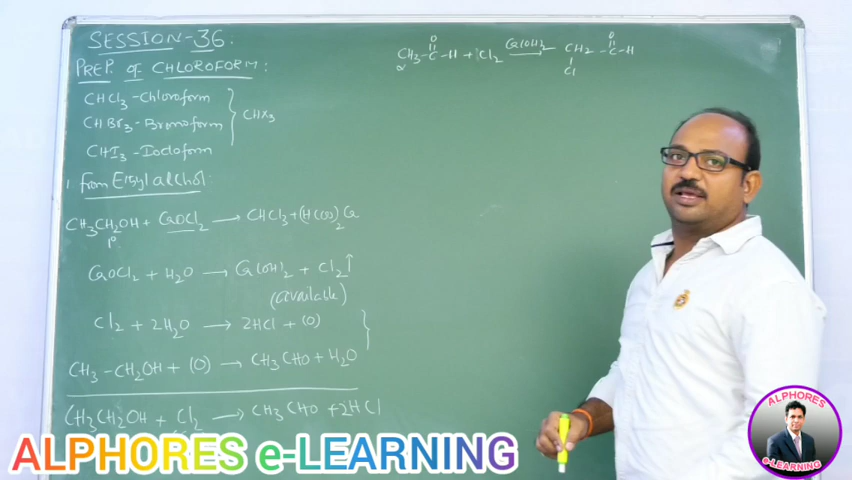 SESSION-36.
PREP. of CHLOROFORM:
CHCl3 - Chloroform
CHBr3 - Bromoform
CHI3 - Iodoform
CHX3
1. from Ethyl alcohol:
CH3CH2OH + CaOCl2 → CHCl3 + (HCOO)2Ca
1°
CaOCl2 + H2O → Ca(OH)2 + Cl2↑
(available)
Cl2 + 2H2O → 2HCl + (O)
CH3-CH2OH + (O) → CH3CHO + H2O
CH3CH2OH + Cl2 → CH3CHO + 2HCl
O Ca(OH)2 O
CH3-C-H + Cl2 → CH2-C-H
α Cl
ALPHORES e-LEARNING
ALPHORES
e-LEARNING